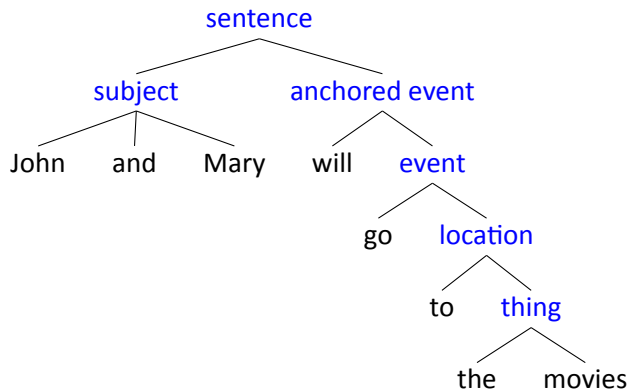 sentence
subject anchored event
John and Mary will event
go location
to thing
the movies